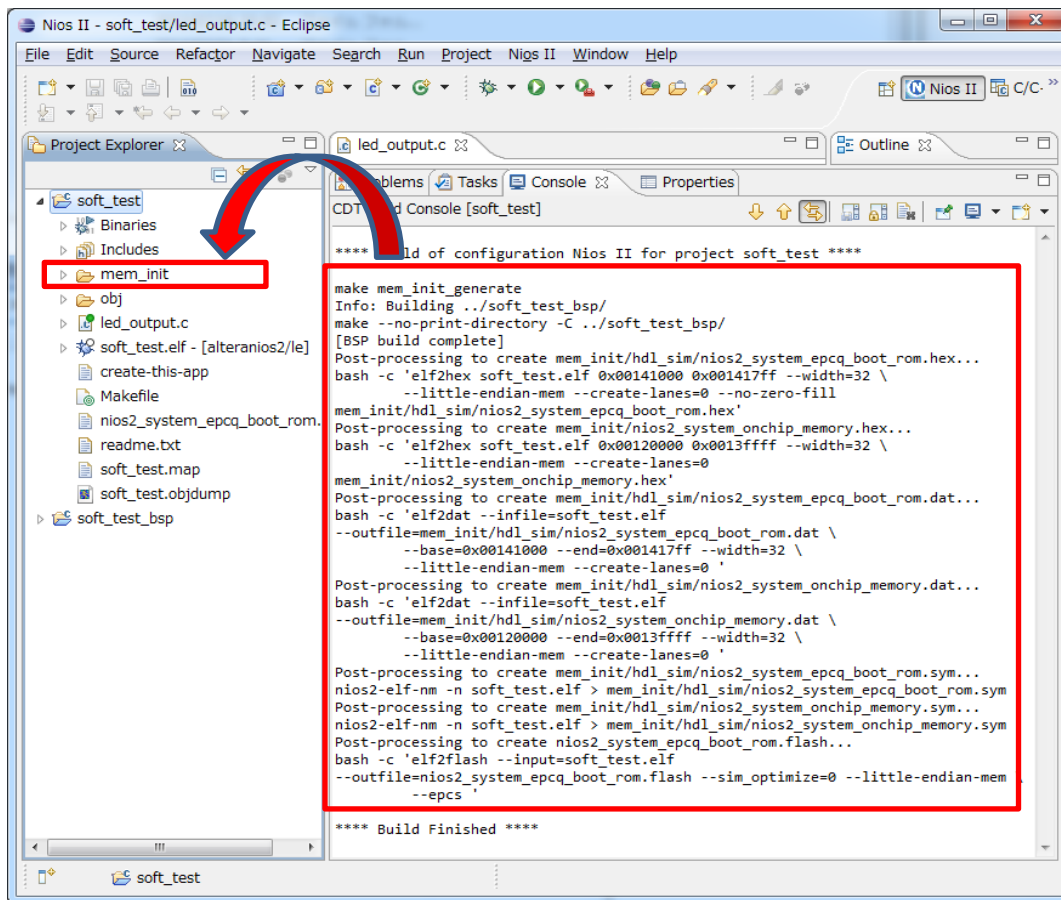 Nios II - soft_test/led_output.c - Eclipse
File Edit Source Refactor Navigate Search Run Project Nios II Window Help
Nios II C/C-
Project Explorer
led_output.c
Outline
Tasks Console Properties
soft_test
[soft_test]
Binaries
Includes
mem_init
obj
led_output.c
soft_test.elf - [alteranios2/le]
create-this-app
Makefile
nios2_system_epcq_boot_rom.
readme.txt
soft_test.map
soft_test.objdump
soft_test_bsp
**** of configuration Nios II for project soft_test ****
make mem_init_generate
Info: Building ../soft_test_bsp/
make --no-print-directory -C ../soft_test_bsp/
[BSP build complete]
Post-processing to create mem_init/hdl_sim/nios2_system_epcq_boot_rom.hex...
bash -c 'elf2hex soft_test.elf 0x00141000 0x001417ff --width=32 \
--little-endian-mem --create-lanes=0 --no-zero-fill
mem_init/hdl_sim/nios2_system_epcq_boot_rom.hex'
Post-processing to create mem_init/nios2_system_onchip_memory.hex...
bash -c 'elf2hex soft_test.elf 0x00120000 0x0013ffff --width=32 \
--little-endian-mem --create-lanes=0
mem_init/nios2_system_onchip_memory.hex'
Post-processing to create mem_init/hdl_sim/nios2_system_epcq_boot_rom.dat...
bash -c 'elf2dat --infile=soft_test.elf
--outfile=mem_init/hdl_sim/nios2_system_epcq_boot_rom.dat \
--base=0x00141000 --end=0x001417ff --width=32 \
--little-endian-mem --create-lanes=0 '
Post-processing to create mem_init/hdl_sim/nios2_system_onchip_memory.dat...
bash -c 'elf2dat --infile=soft_test.elf
--outfile=mem_init/hdl_sim/nios2_system_onchip_memory.dat \
--base=0x00120000 --end=0x0013ffff --width=32 \
--little-endian-mem --create-lanes=0 '
Post-processing to create mem_init/hdl_sim/nios2_system_epcq_boot_rom.sym...
nios2-elf-nm -n soft_test.elf > mem_init/hdl_sim/nios2_system_epcq_boot_rom.sym
Post-processing to create mem_init/hdl_sim/nios2_system_onchip_memory.sym...
nios2-elf-nm -n soft_test.elf > mem_init/hdl_sim/nios2_system_onchip_memory.sym
Post-processing to create nios2_system_epcq_boot_rom.flash...
bash -c 'elf2flash --input=soft_test.elf
--outfile=nios2_system_epcq_boot_rom.flash --sim_optimize=0 --little-endian-mem \
--epcs '
**** Build Finished ****
soft_test